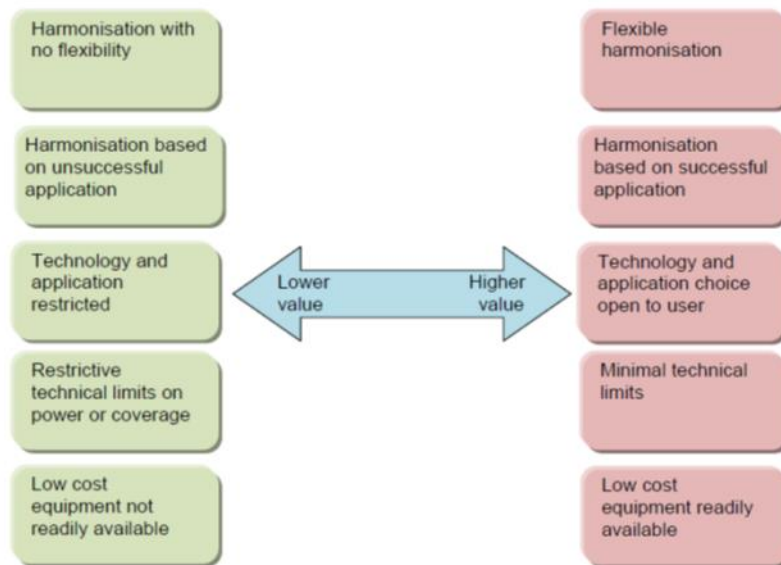 Harmonisation with
no flexibility
Flexible
harmonisation
Harmonisation based
on unsuccessful
application
Harmonisation
based on successful
application
Technology and
application
restricted
Lower
value
Higher
value
Technology and
application choice
open to user
Restrictive
technical limits on
power or coverage
Minimal technical
limits
Low cost
equipment not
readily available
Low cost
equipment readily
available